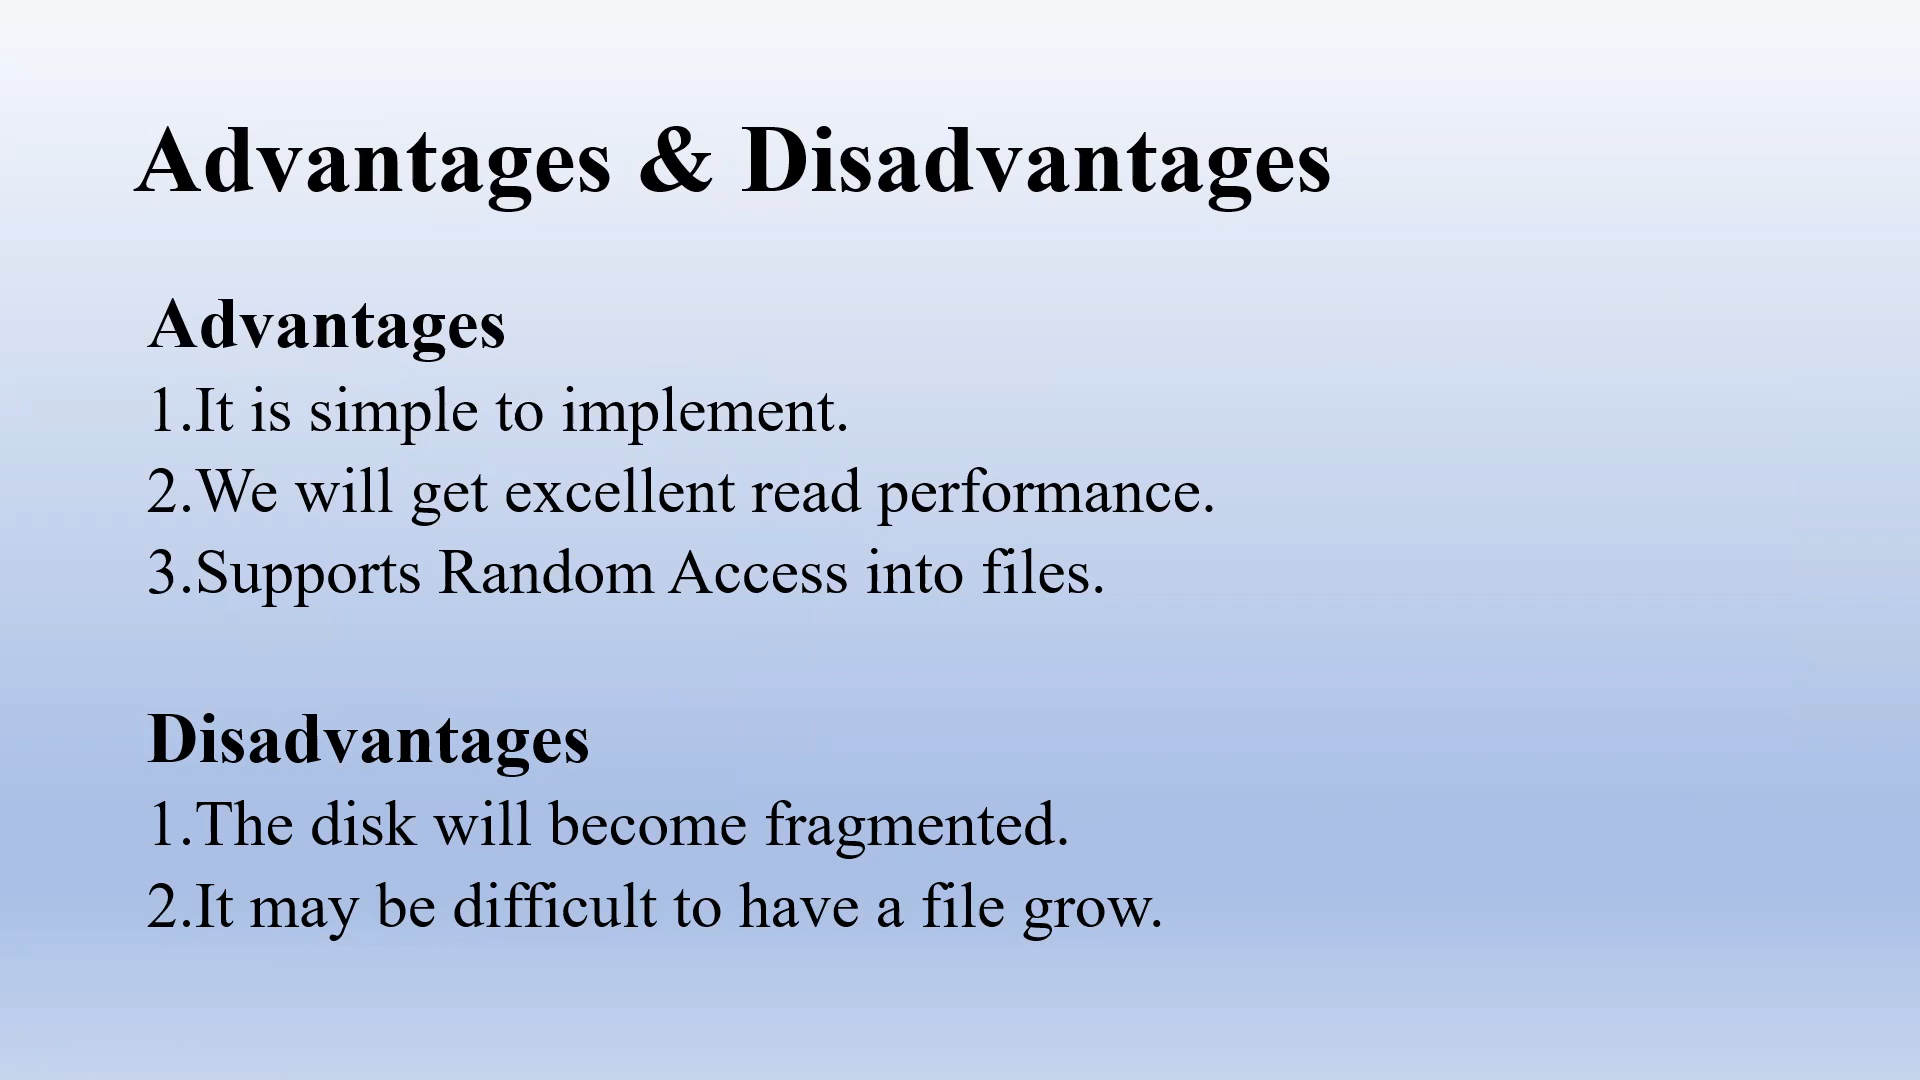 Advantages & Disadvantages
Advantages
1.It is simple to implement.
2.We will get excellent read performance.
3.Supports Random Access into files.
Disadvantages
1.The disk will become fragmented.
2.It may be difficult to have a file grow.